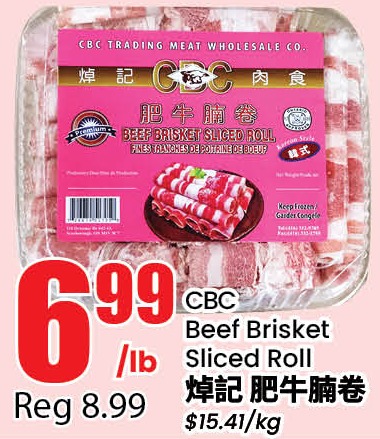 CBC TRADING MEAT WHOLESALE CO.
焯記 CBC 肉食
肥牛腩卷
BEEF BRISKET SLICED ROLL
FINES TRANCHES DE POITRINE DE BOEUF
Premium
Korean Style
韓式
Keep Frozen/
Garder Congelé
6.99
/lb
Reg 8.99
CBC
Beef Brisket
Sliced Roll
焯記 肥牛腩卷
$15.41/kg